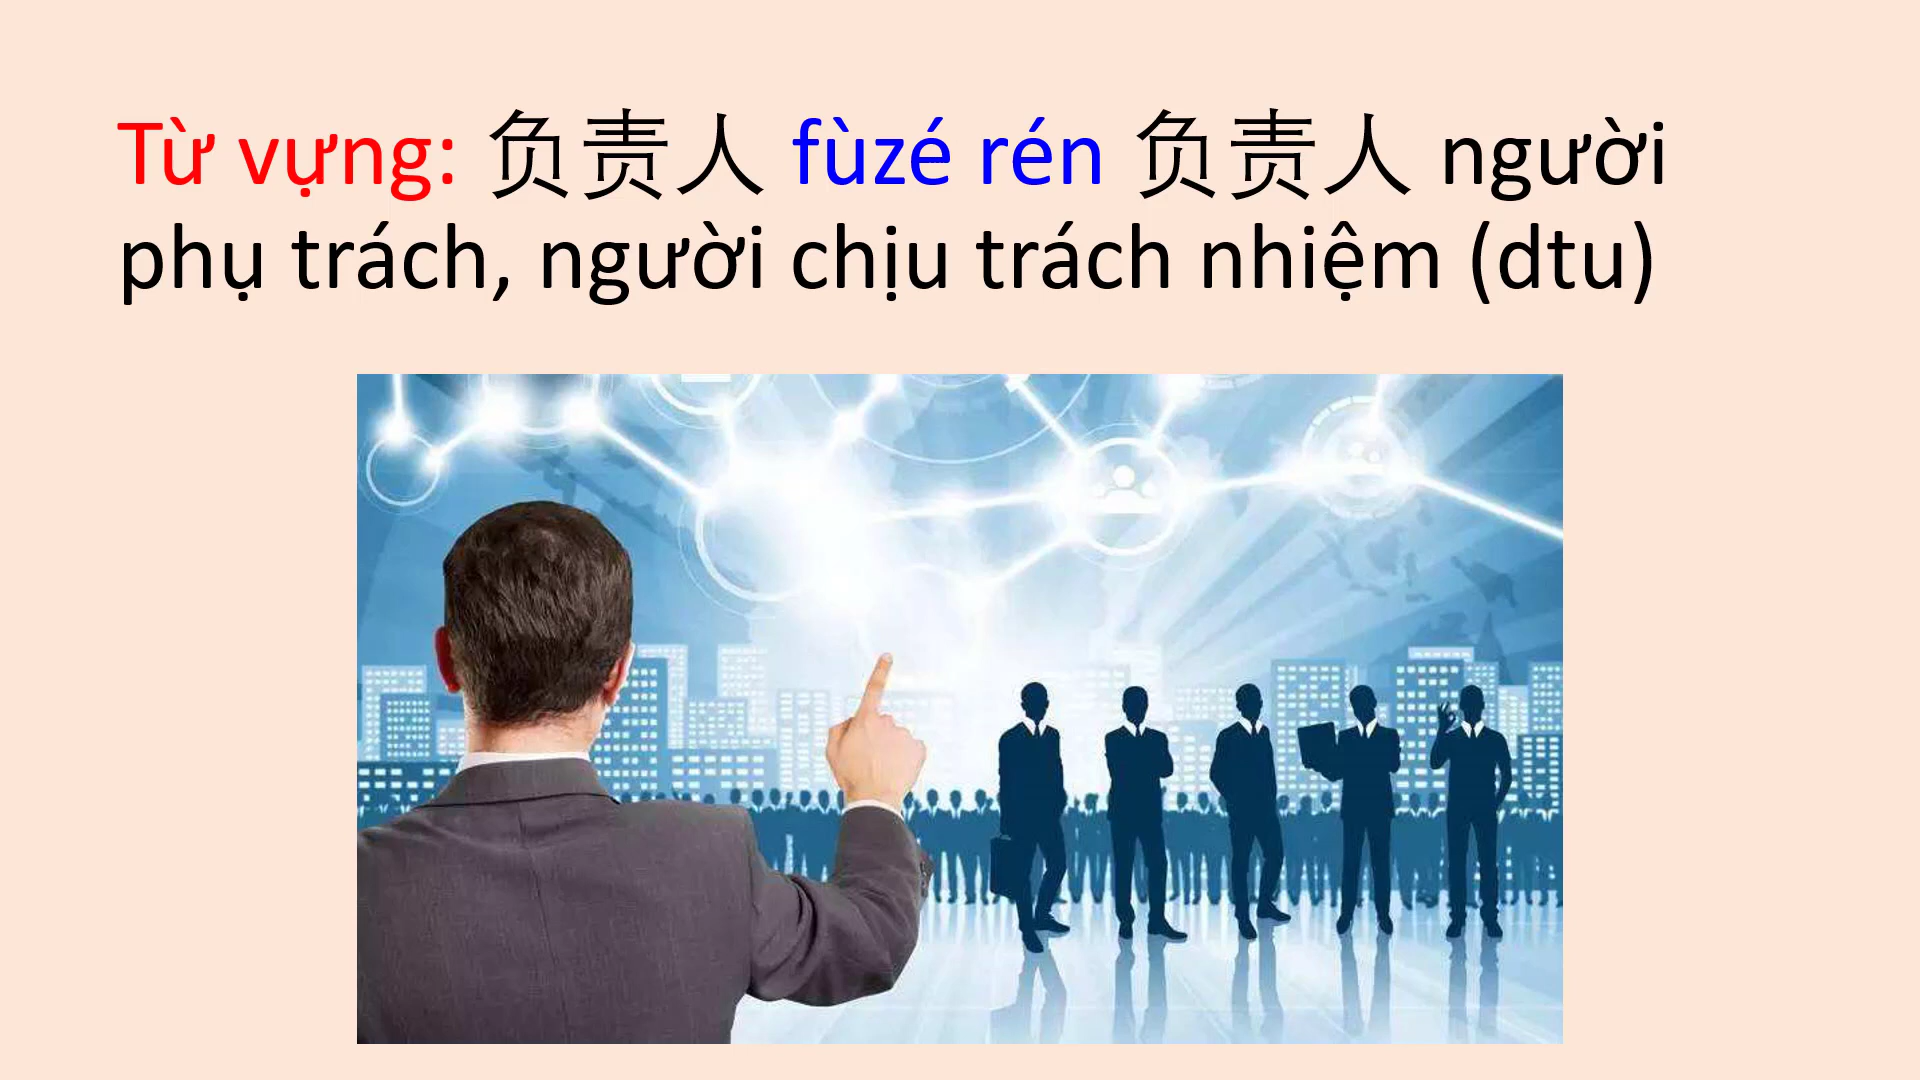 Từ vựng: 负责人 fùzé rén 负责人 người
phụ trách, người chịu trách nhiệm (dtu)